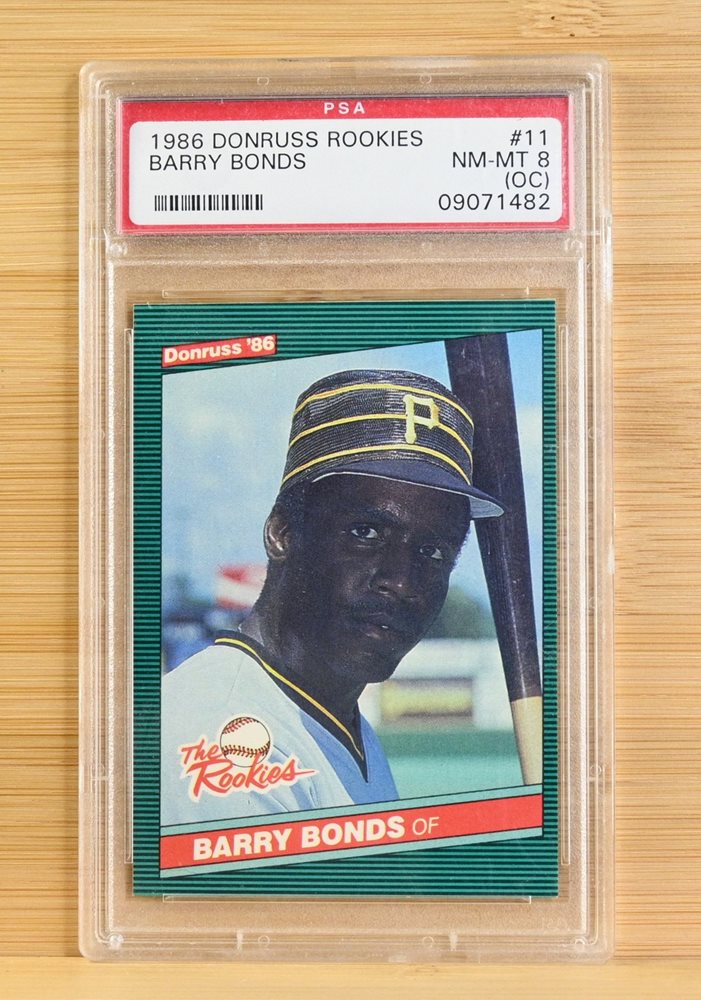 PSA
1986 DONRUSS ROOKIES #11
BARRY BONDS NM-MT 8
(OC)
09071482
Donruss '86
P
The
Rookies
BARRY BONDS OF